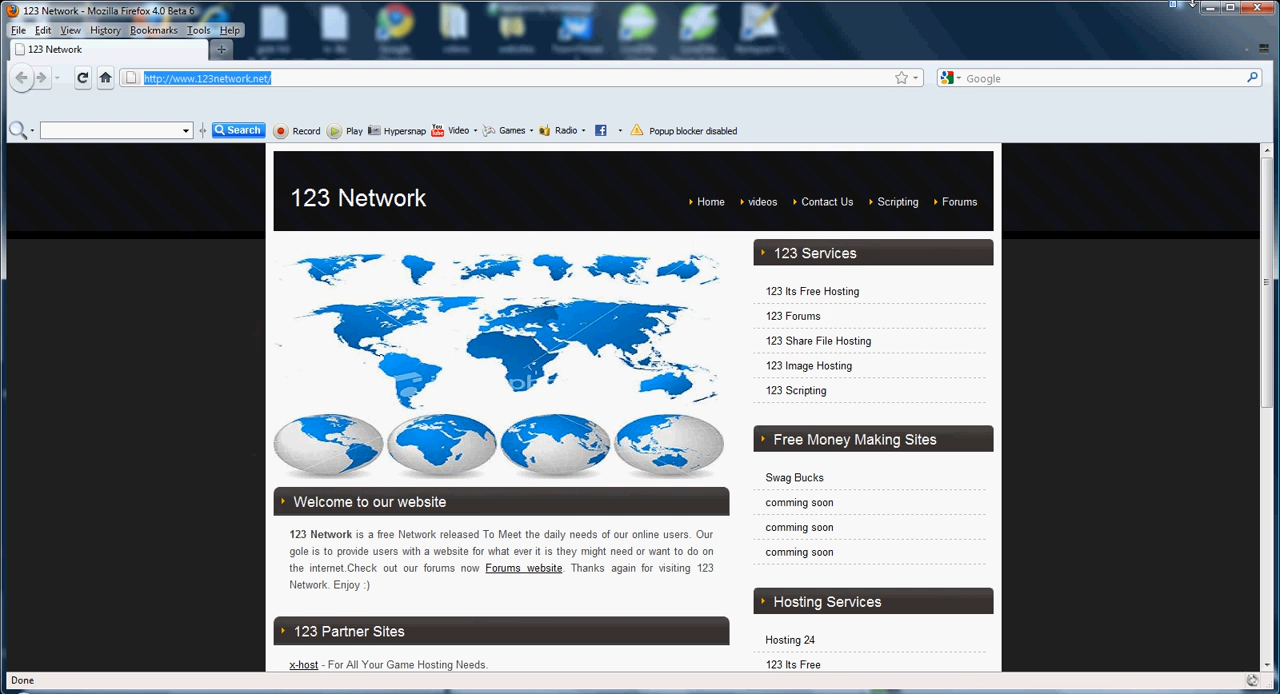 123 Network - Mozilla Firefox 4.0 Beta 6
File Edit View History Bookmarks Tools Help
123 Network
http://www.123network.net/
Google
Search Record Play Hypersnap You Tube Video Games Radio Popup blocker disabled
123 Network
Home videos Contact Us Scripting Forums
123 Services
123 Its Free Hosting
123 Forums
123 Share File Hosting
123 Image Hosting
123 Scripting
Free Money Making Sites
Swag Bucks
comming soon
comming soon
comming soon
Hosting Services
Hosting 24
123 Its Free
Welcome to our website
123 Network is a free Network released To Meet the daily needs of our online users. Our
gole is to provide users with a website for what ever it is they might need or want to do on
the internet.Check out our forums now Forums website. Thanks again for visiting 123
Network. Enjoy :)
123 Partner Sites
x-host - For All Your Game Hosting Needs.
Done